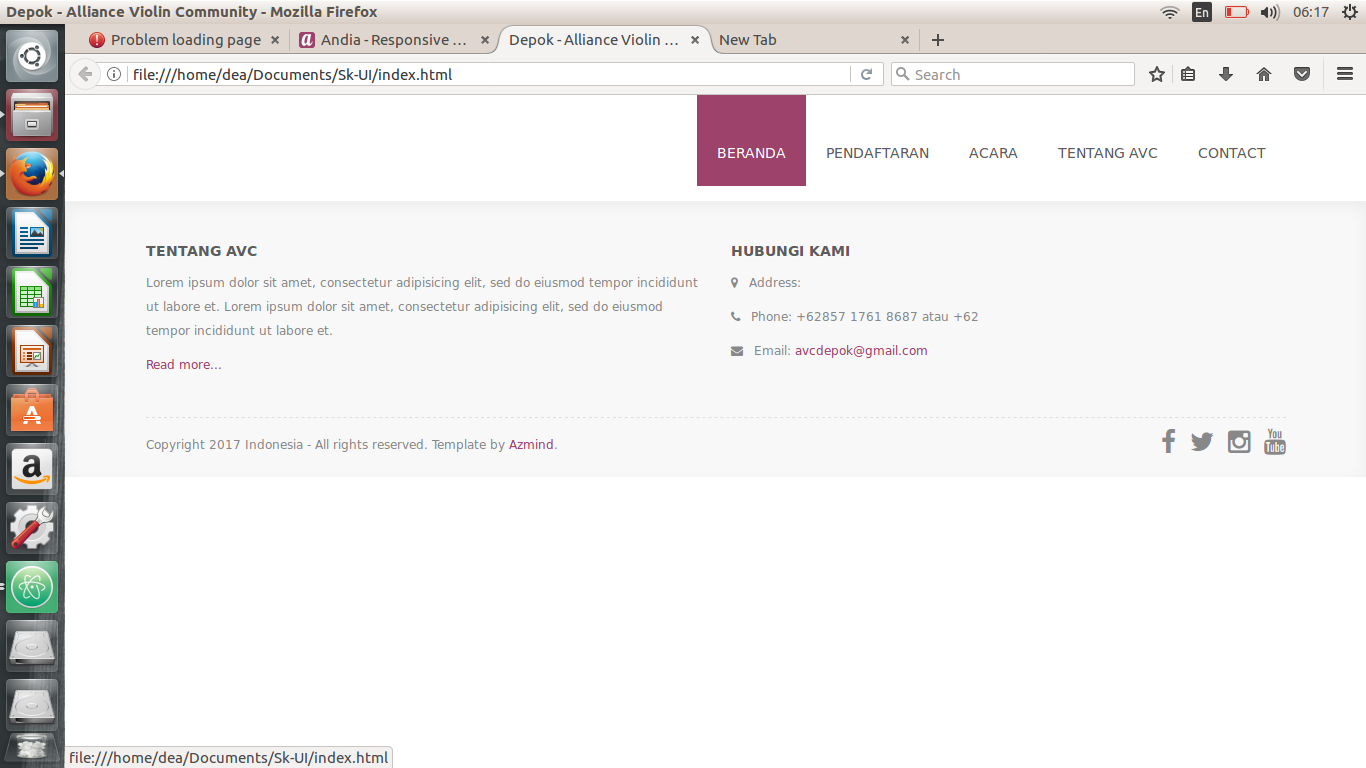 Depok - Alliance Violin Community - Mozilla Firefox
En
06:17
Problem loading page
Andia - Responsive ...
Depok - Alliance Violin ...
New Tab
file:///home/dea/Documents/Sk-UI/index.html
Search
BERANDA
PENDAFTARAN
ACARA
TENTANG AVC
CONTACT
TENTANG AVC
Lorem ipsum dolor sit amet, consectetur adipisicing elit, sed do eiusmod tempor incididunt
ut labore et. Lorem ipsum dolor sit amet, consectetur adipisicing elit, sed do eiusmod
tempor incididunt ut labore et.
Read more...
HUBUNGI KAMI
Address:
Phone: +62857 1761 8687 atau +62
Email: avcdepok@gmail.com
Copyright 2017 Indonesia - All rights reserved. Template by Azmind.
You
Tube
file:///home/dea/Documents/Sk-UI/index.html